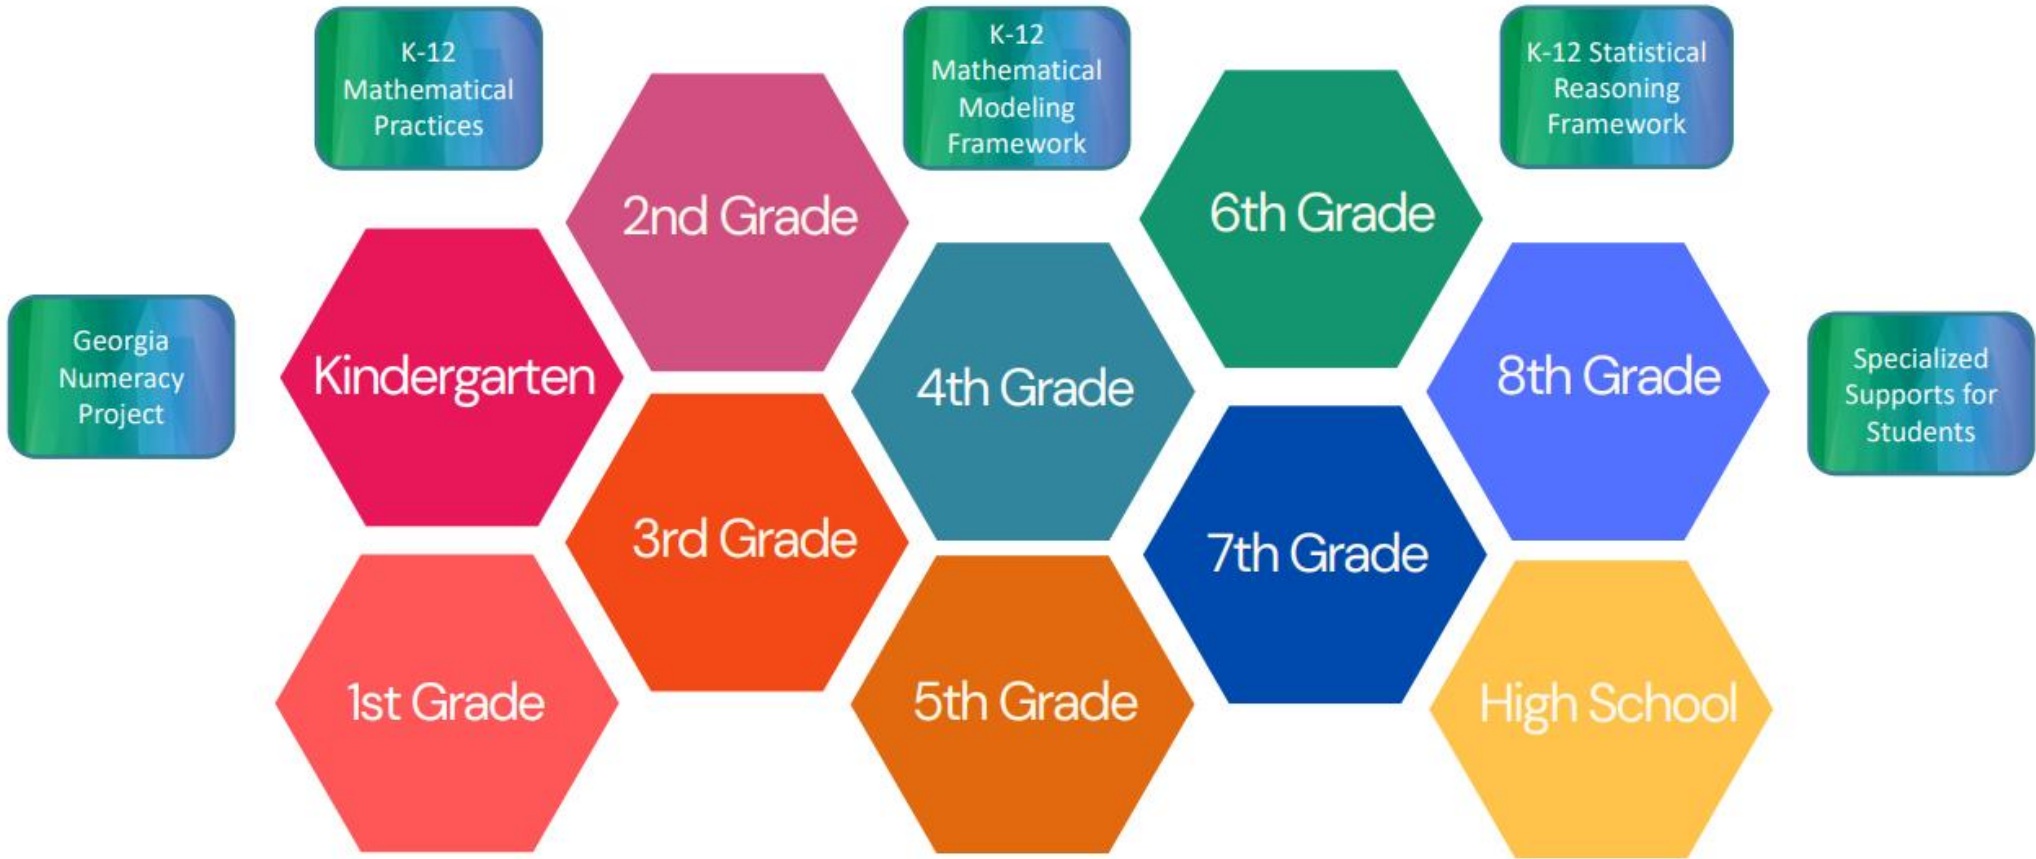 K-12
Mathematical
Practices
K-12
Mathematical
Modeling
Framework
K-12 Statistical
Reasoning
Framework
2nd Grade
6th Grade
Georgia
Numeracy
Project
Kindergarten
4th Grade
8th Grade
Specialized
Supports for
Students
3rd Grade
7th Grade
1st Grade
5th Grade
High School